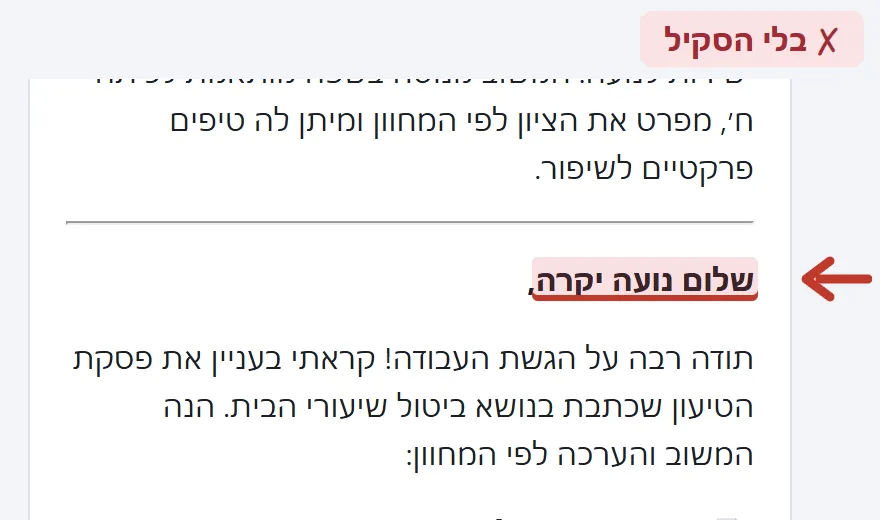 ✗ בלי הסקיל
ח׳, מפרט את הציון לפי המחוון ומיתן לה טיפים
פרקטיים לשיפור.
שלום נועה יקרה,
תודה רבה על הגשת העבודה! קראתי בעניין את פסקת
הטיעון שכתבת בנושא ביטול שיעורי הבית. הנה
המשוב והערכה לפי המחוון: